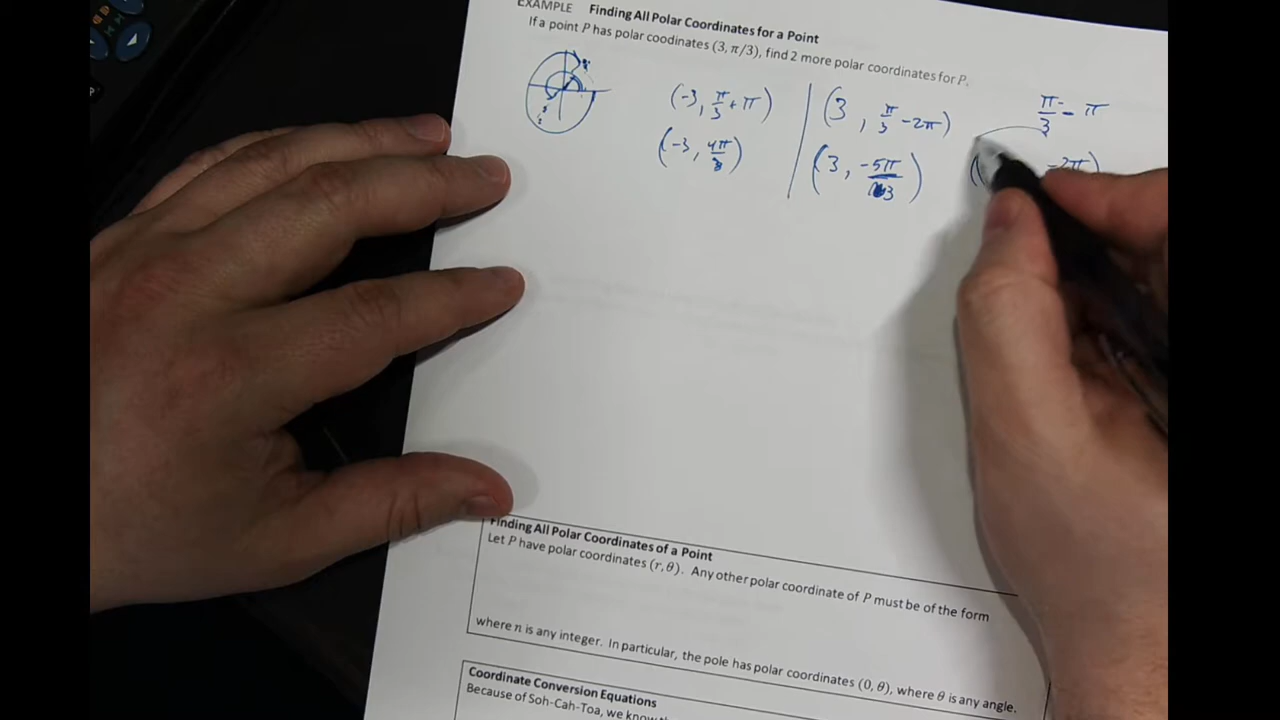 EXAMPLE Finding All Polar Coordinates for a Point
If a point P has polar coodinates (3, π/3), find 2 more polar coordinates for P.
(-3, π/3 + π)
(-3, 4π/3)
(3, π/3 - 2π)
(3, -5π/3)
π/3 - π
-2π)
Finding All Polar Coordinates of a Point
Let P have polar coordinates (r, θ). Any other polar coordinate of P must be of the form
where n is any integer. In particular, the pole has polar coordinates (0, θ), where θ is any angle.
Coordinate Conversion Equations
Because of Soh-Cah-Toa, we know